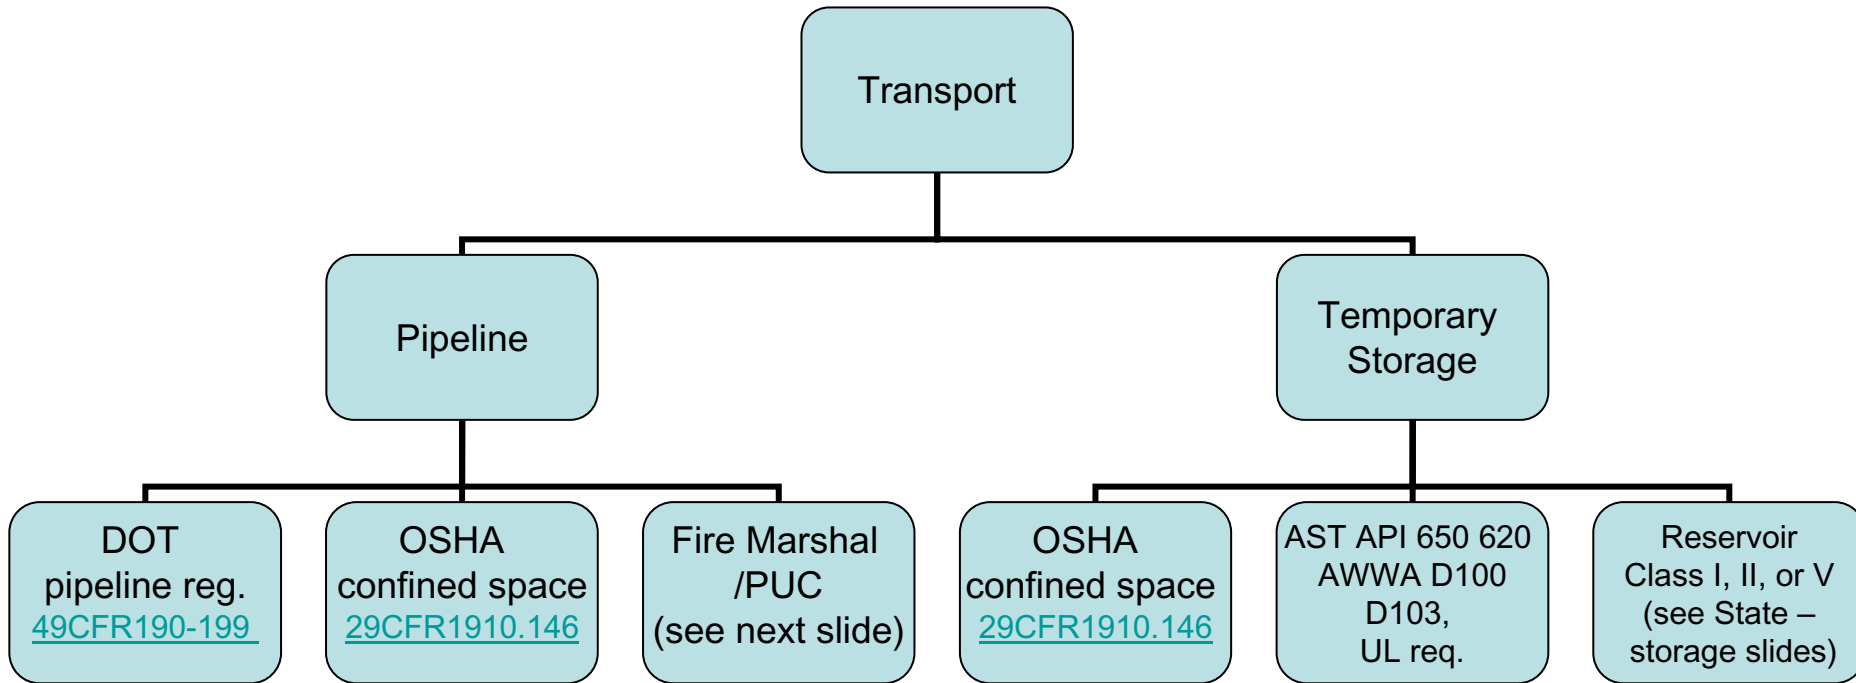 Transport
Pipeline
Temporary
Storage
DOT
pipeline reg.
49CFR190-199
OSHA
confined space
29CFR1910.146
Fire Marshal
/PUC
(see next slide)
OSHA
confined space
29CFR1910.146
AST API 650 620
AWWA D100
D103,
UL req.
Reservoir
Class I, II, or V
(see State –
storage slides)